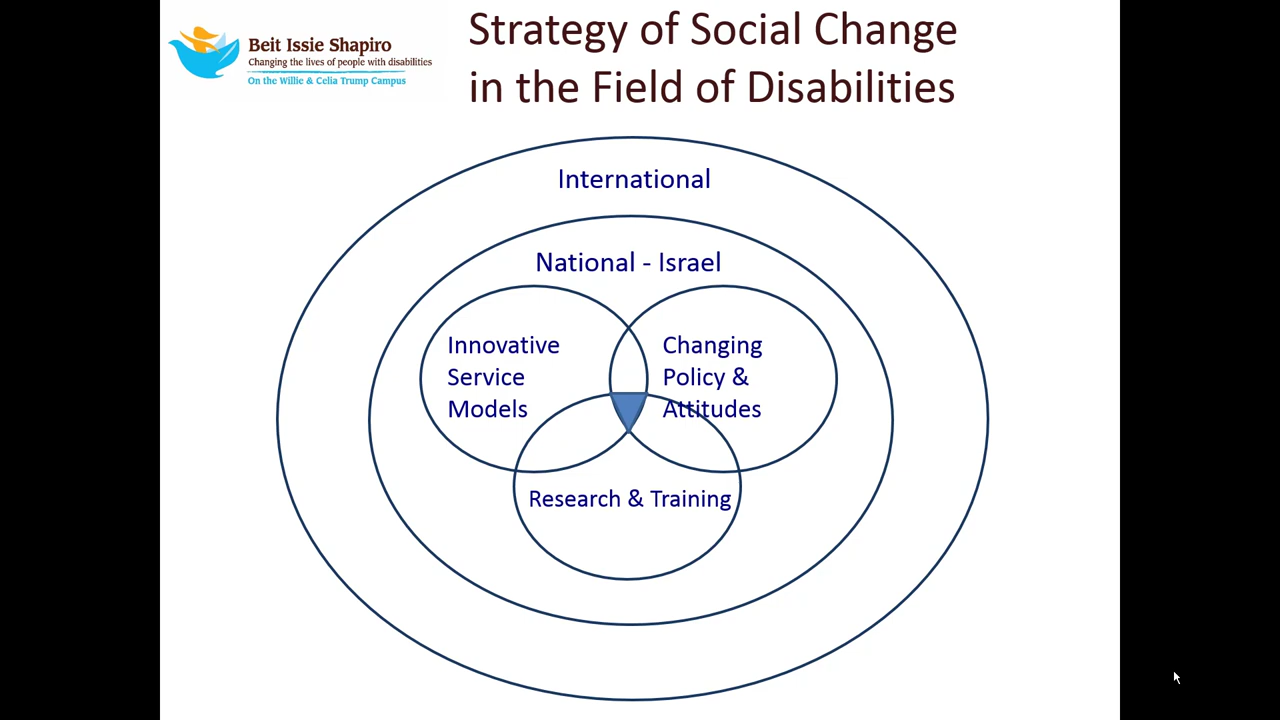 Beit Issie Shapiro
Changing the lives of people with disabilities
On the Willie & Celia Trump Campus
Strategy of Social Change
in the Field of Disabilities
International
National - Israel
Innovative
Service
Models
Changing
Policy &
Attitudes
Research & Training